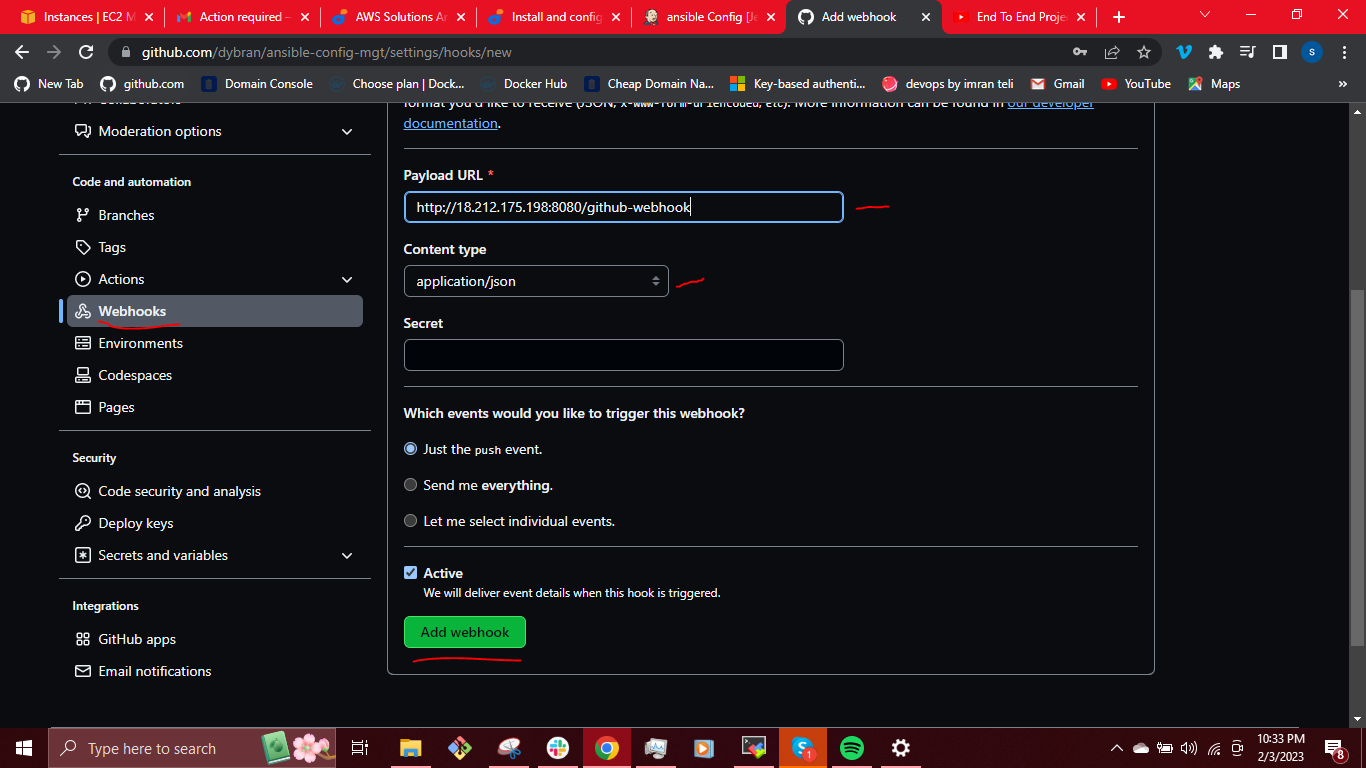 Instances | EC2 M
Action required –
AWS Solutions Ar
Install and config
ansible Config [Je
Add webhook
End To End Proje
github.com/dybran/ansible-config-mgt/settings/hooks/new
S
New Tab
github.com
Domain Console
Choose plan | Dock...
Docker Hub
Cheap Domain Na...
Key-based authenti...
devops by imran teli
Gmail
YouTube
Maps
»
format you'd like to receive (JSON, x-www-form-urlencoded, etc). More information can be found in our developer
documentation.
Collaborators
Moderation options
Code and automation
Branches
Tags
Actions
Webhooks
Environments
Codespaces
Pages
Security
Code security and analysis
Deploy keys
Secrets and variables
Integrations
GitHub apps
Email notifications
Payload URL *
http://18.212.175.198:8080/github-webhook
Content type
application/json
Secret
Which events would you like to trigger this webhook?
Just the push event.
Send me everything.
Let me select individual events.
Active
We will deliver event details when this hook is triggered.
Add webhook
Type here to search
1
10:33 PM
2/3/2023
8